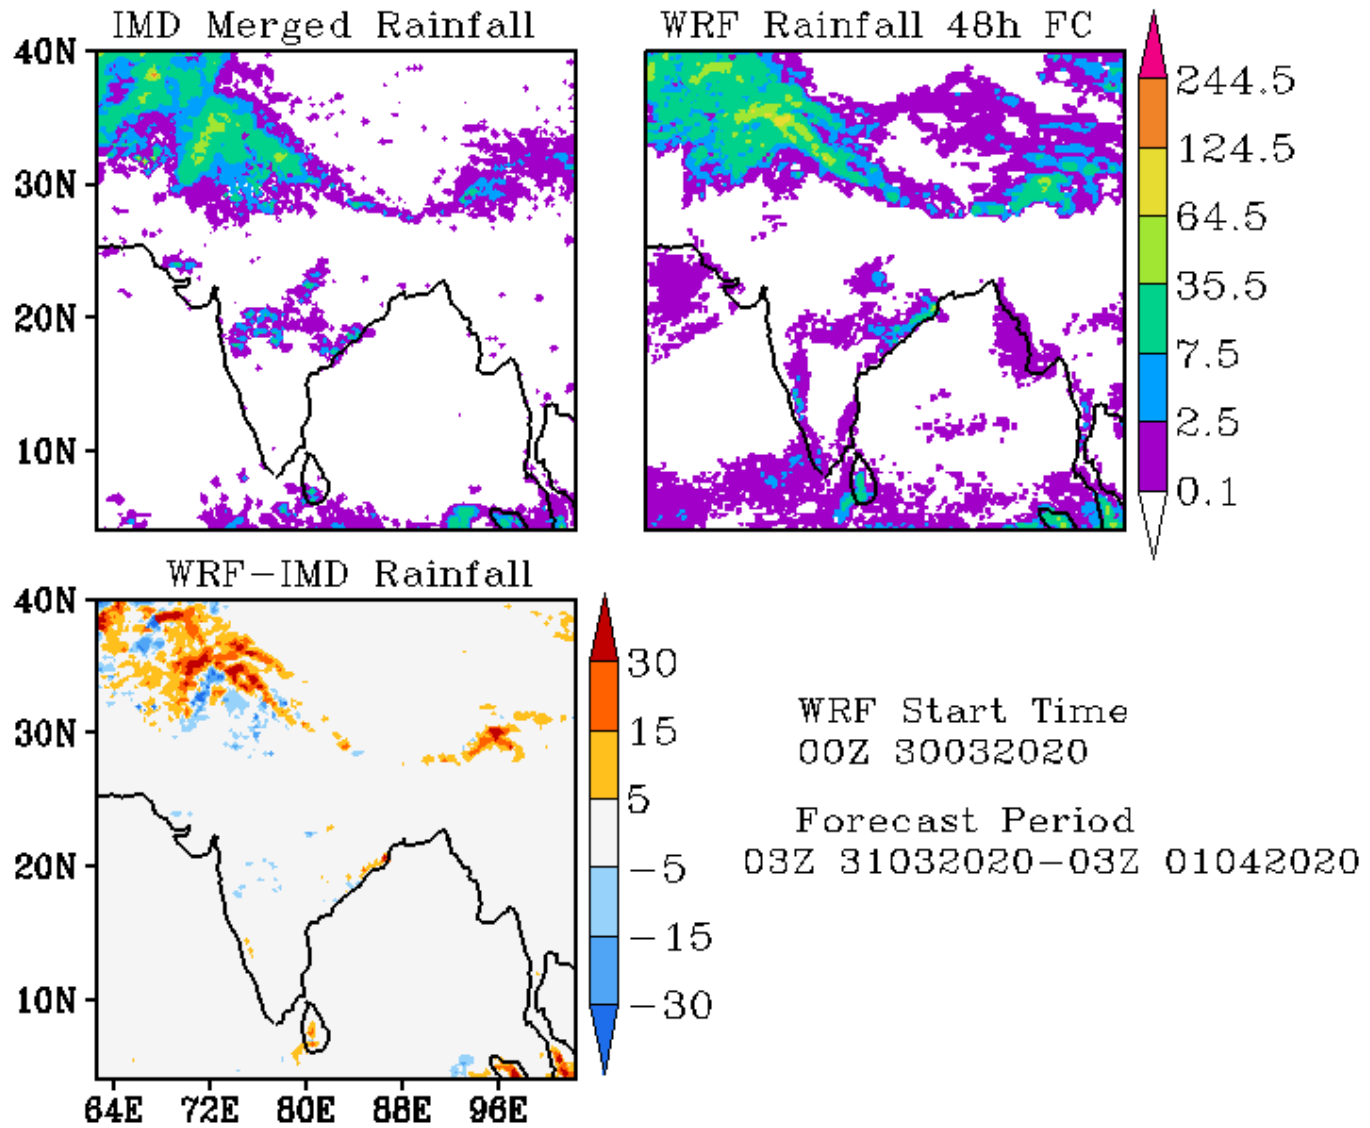 IMD Merged Rainfall
WRF Rainfall 48h FC
40N
30N
20N
10N
244.5
124.5
64.5
35.5
7.5
2.5
0.1
WRF-IMD Rainfall
40N
30N
20N
10N
64E 72E 80E 88E 96E
30
15
5
-5
-15
-30
WRF Start Time
00Z 30032020
Forecast Period
03Z 31032020-03Z 01042020